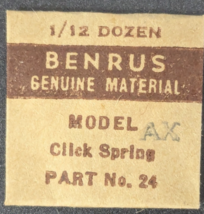 1/12 DOZEN
BENRUS
GENUINE MATERIAL
MODEL AX
Click Spring
PART No. 24